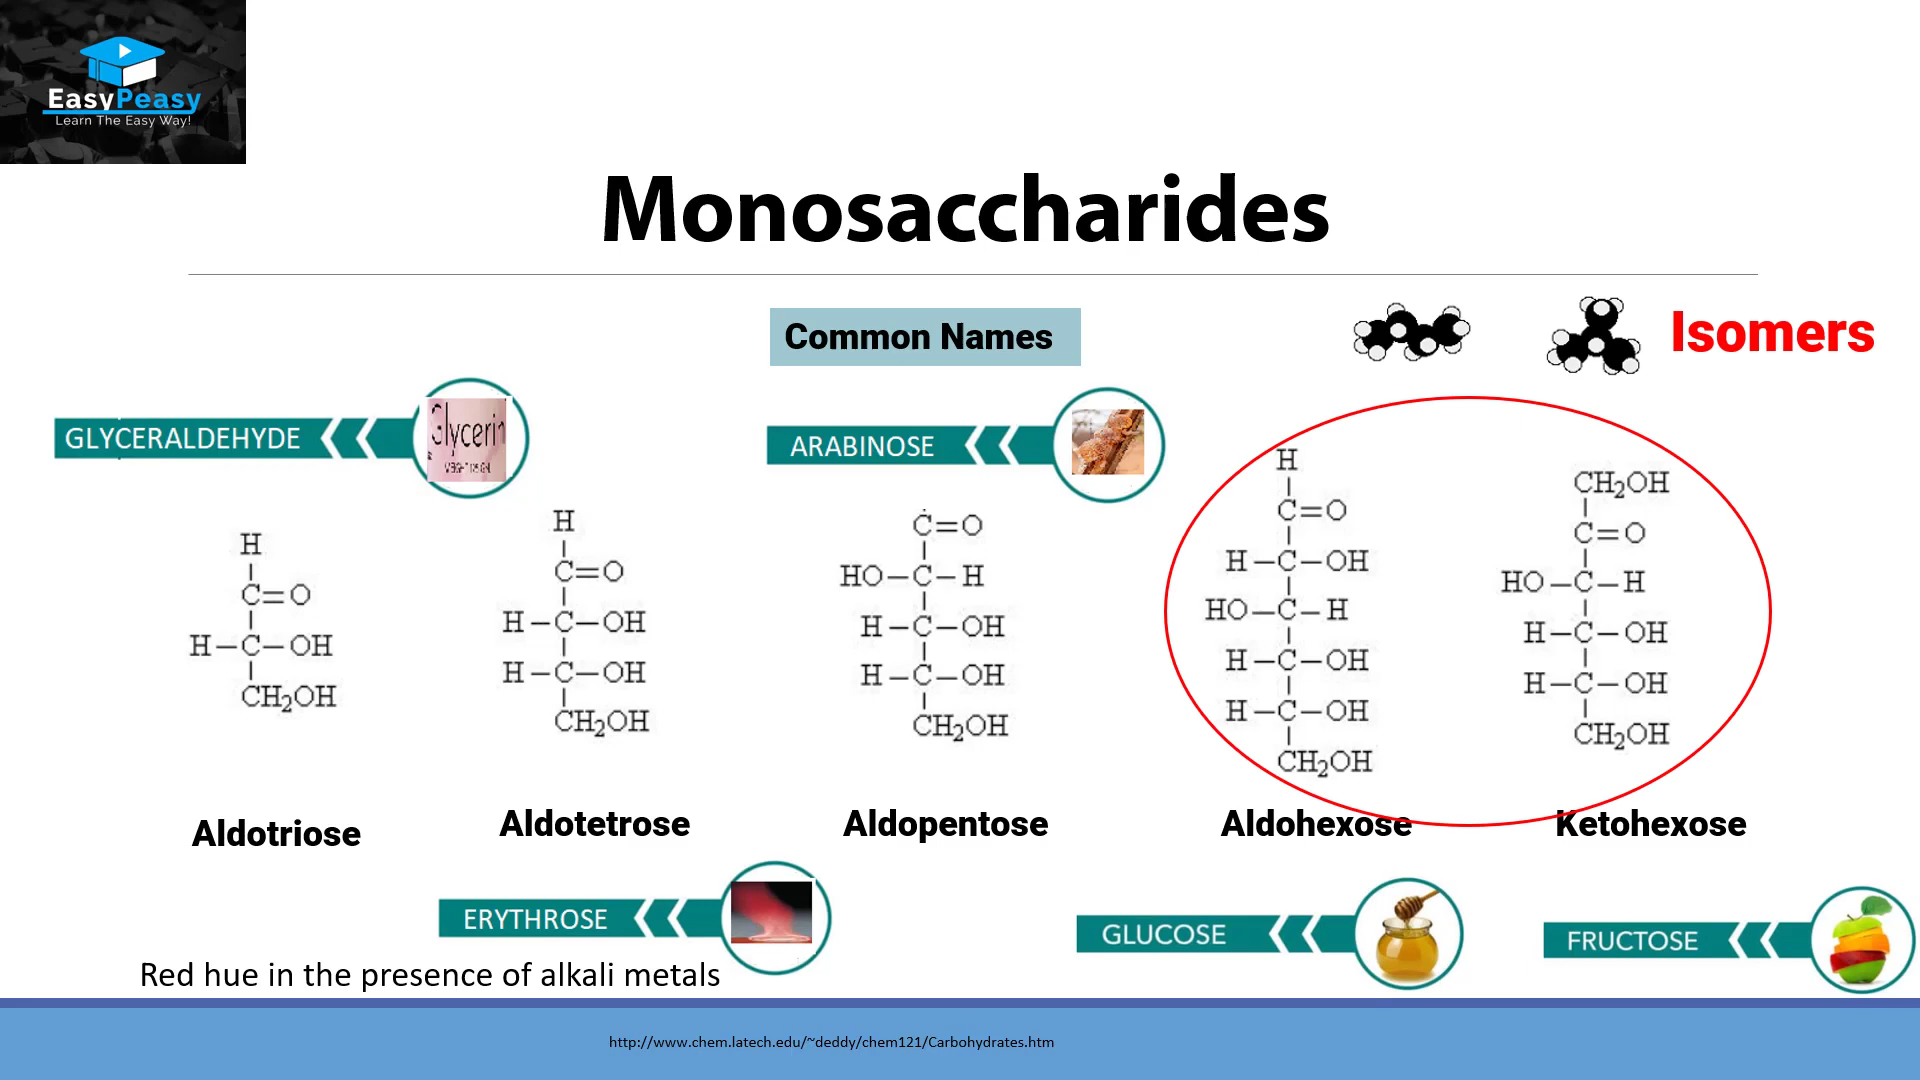 EasyPeasy
Learn The Easy Way!
Monosaccharides
Common Names
Isomers
GLYCERALDEHYDE
Glycerin
ARABINOSE
H
C=O
H-C-OH
CH₂OH
Aldotriose
H
C=O
H-C-OH
H-C-OH
CH₂OH
Aldotetrose
C=O
HO-C-H
H-C-OH
H-C-OH
CH₂OH
Aldopentose
H
C=O
H-C-OH
HO-C-H
H-C-OH
H-C-OH
CH₂OH
Aldohexose
CH₂OH
C=O
HO-C-H
H-C-OH
H-C-OH
CH₂OH
Ketohexose
ERYTHROSE
GLUCOSE
FRUCTOSE
Red hue in the presence of alkali metals
http://www.chem.latech.edu/~deddy/chem121/Carbohydrates.htm